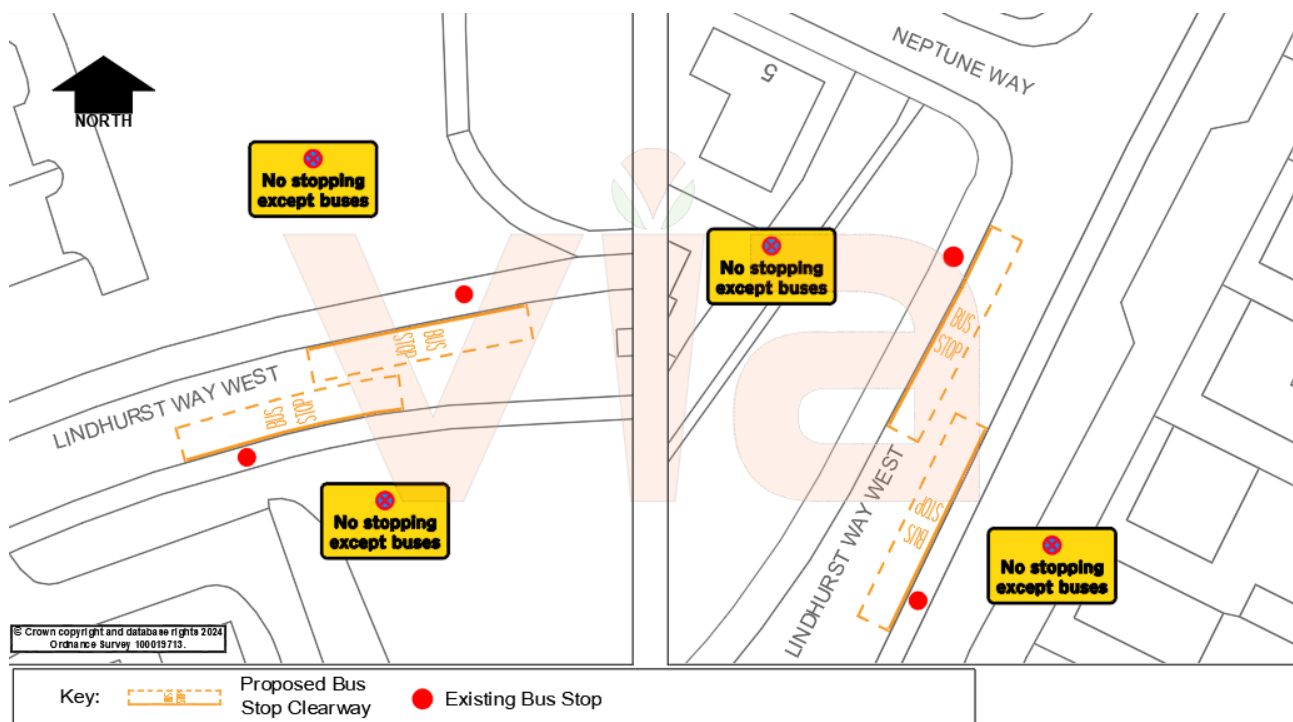 NORTH
No stopping
except buses
LINDHURST WAY WEST
BUS
STOP
STOP
BUS
No stopping
except buses
© Crown copyright and database rights 2024
Ordnance Survey 100019713.
NEPTUNE WAY
5
No stopping
except buses
BUS
STOP
LINDHURST WAY WEST
STOP
BUS
No stopping
except buses
via
Key:
Proposed Bus
Stop Clearway
Existing Bus Stop